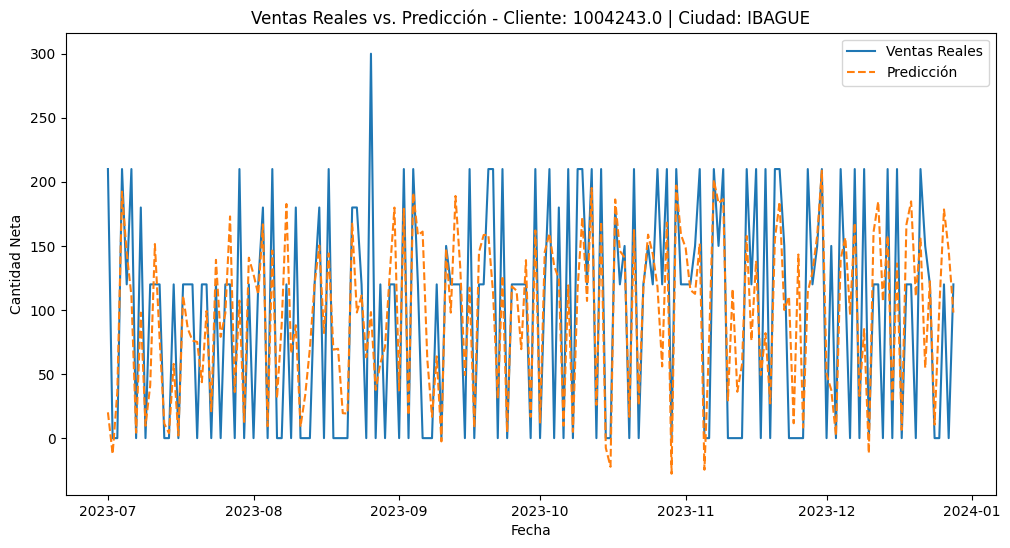 Ventas Reales vs. Predicción - Cliente: 1004243.0 | Ciudad: IBAGUE
Ventas Reales
Predicción
Cantidad Neta
300
250
200
150
100
50
0
2023-07
2023-08
2023-09
2023-10
2023-11
2023-12
2024-01
Fecha